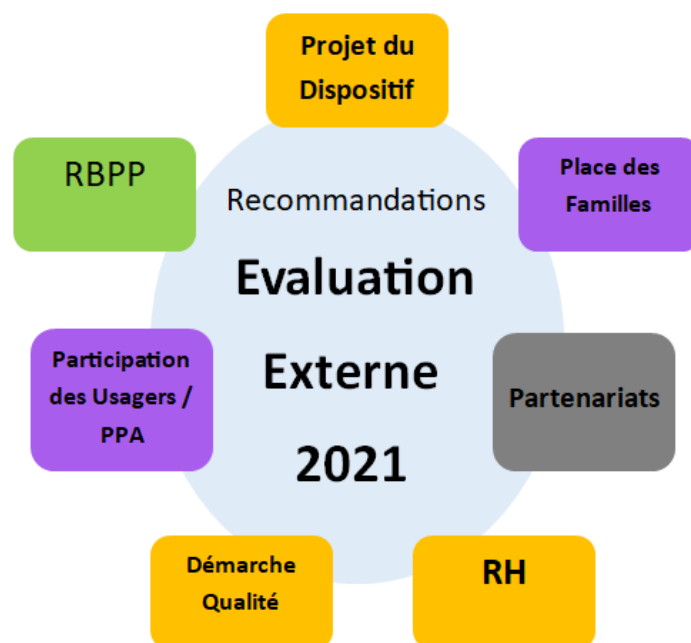 Projet du
Dispositif
RBPP
Place des
Familles
Recommandations
Evaluation
Externe
2021
Participation
des Usagers /
PPA
Partenariats
Démarche
Qualité
RH